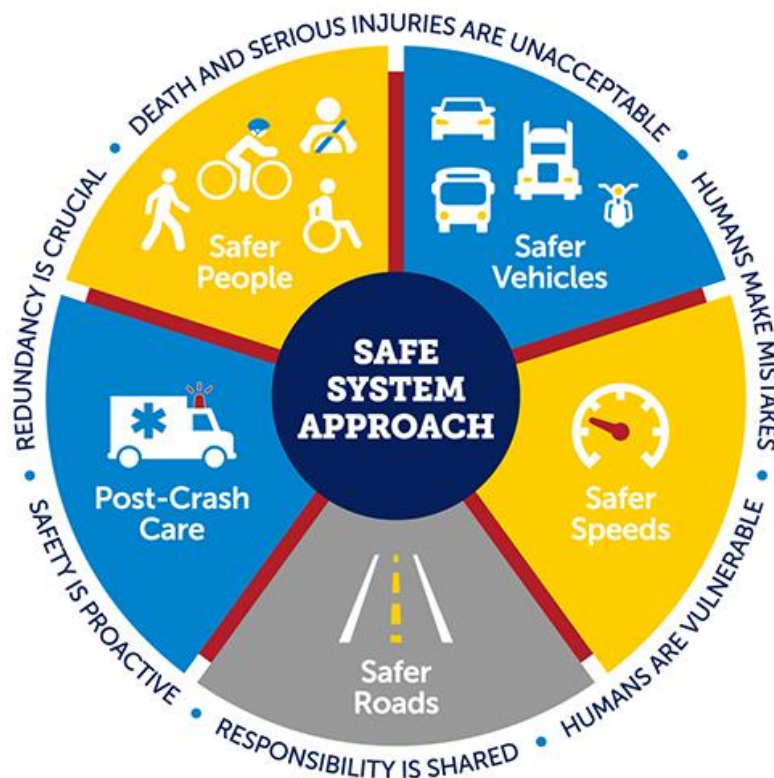 DEATH AND SERIOUS INJURIES ARE UNACCEPTABLE
HUMANS MAKE MISTAKES
HUMANS ARE VULNERABLE
RESPONSIBILITY IS SHARED
SAFETY IS PROACTIVE
REDUNDANCY IS CRUCIAL
Safer
People
Safer
Vehicles
SAFE
SYSTEM
APPROACH
Safer
Speeds
Safer
Roads
Post-Crash
Care